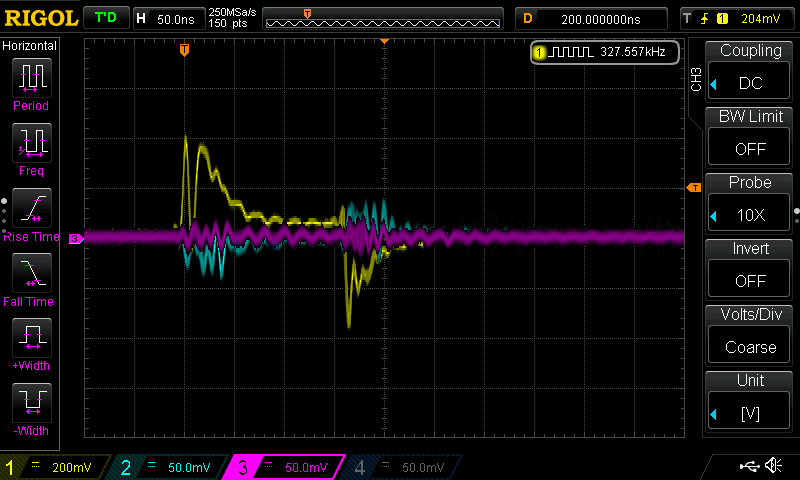 RIGOL T'D H 50.0ns 250MSa/s 150 pts T D 200.000000ns T 1 204mV
Horizontal
Period
Freq
Rise Time
Fall Time
+Width
-Width
T
1 327.557kHz
T
3
CH3
Coupling
DC
BW Limit
OFF
Probe
10X
Invert
OFF
Volts/Div
Coarse
Unit
[V]
1 200mV 2 50.0mV 3 50.0mV 4 50.0mV